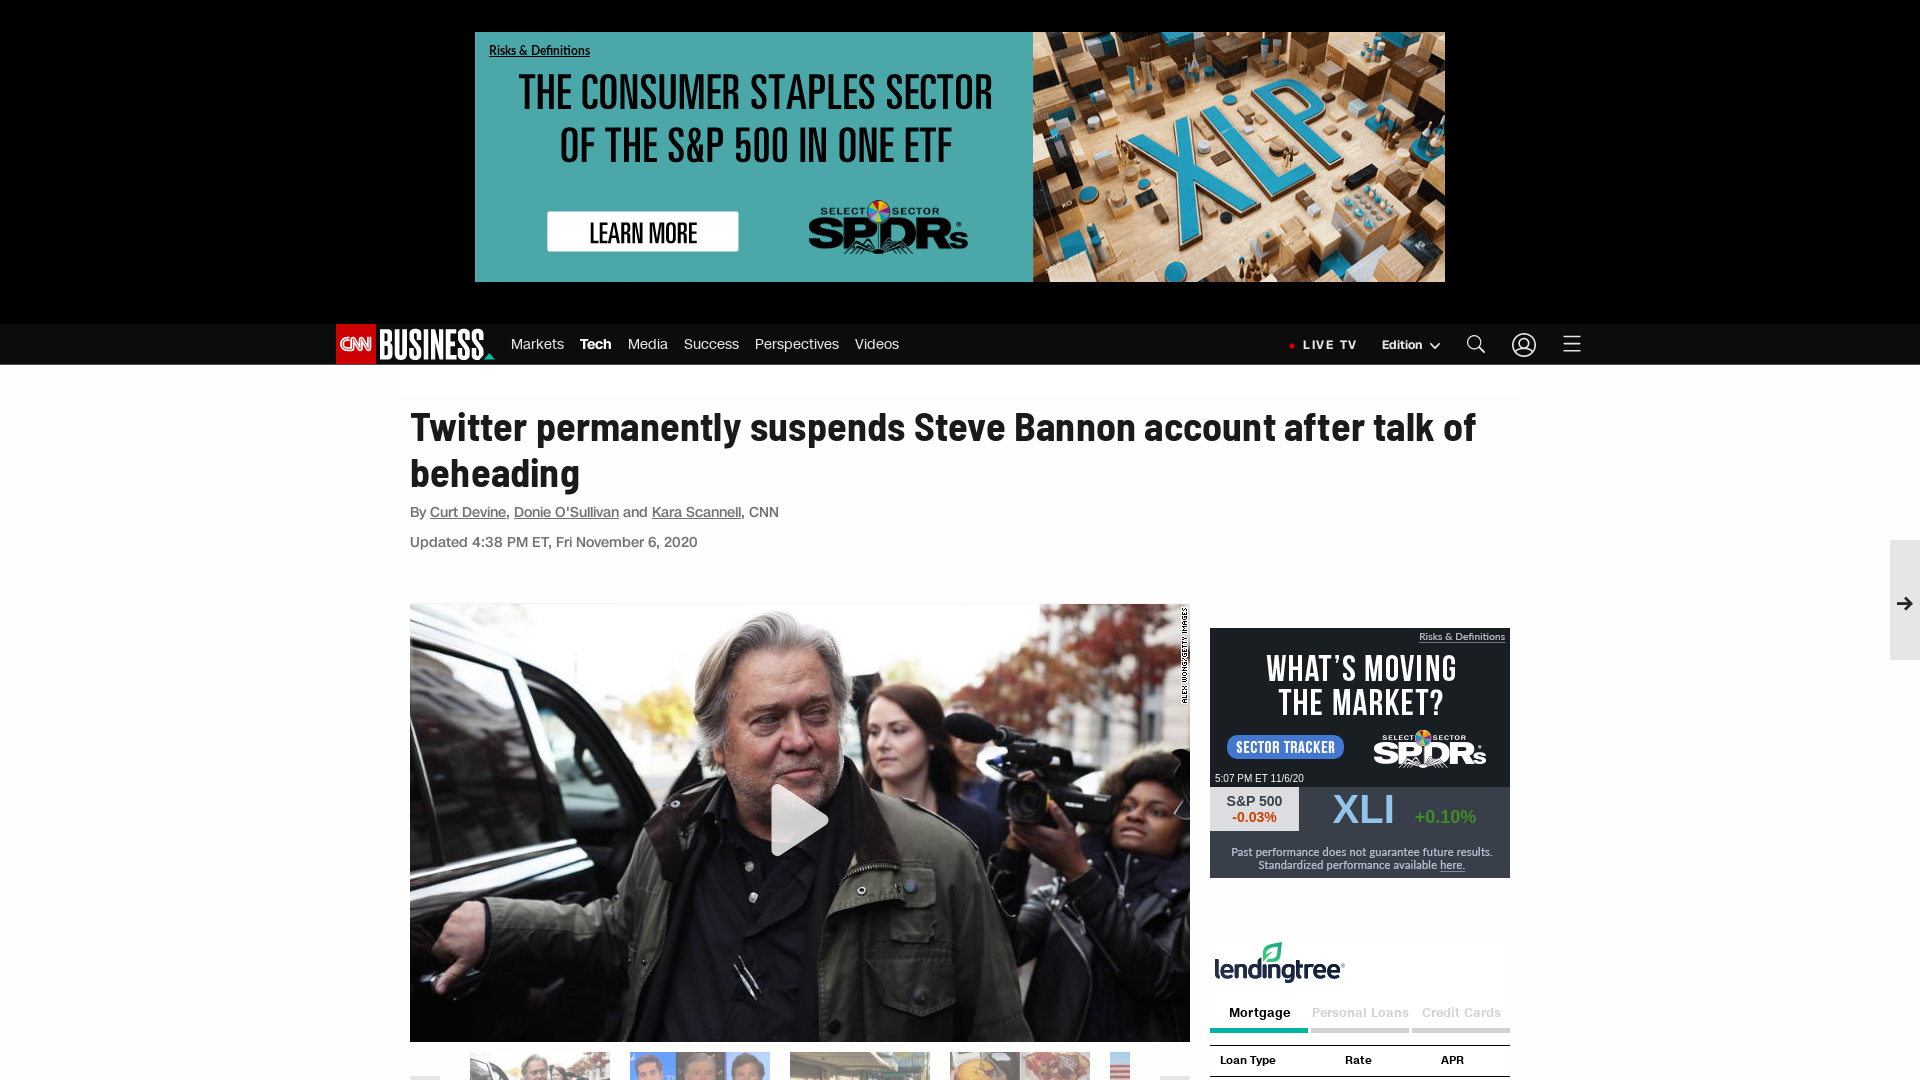 Risks & Definitions
THE CONSUMER STAPLES SECTOR
OF THE S&P 500 IN ONE ETF
LEARN MORE
SELECT SECTOR
SPDRs
XLP
CNN BUSINESS
Markets
Tech
Media
Success
Perspectives
Videos
LIVE TV
Edition
Twitter permanently suspends Steve Bannon account after talk of
beheading
By Curt Devine, Donie O'Sullivan and Kara Scannell, CNN
Updated 4:38 PM ET, Fri November 6, 2020
ALEX WONG/GETTY IMAGES
Risks & Definitions
WHAT'S MOVING
THE MARKET?
SECTOR TRACKER
SELECT SECTOR
SPDRs
5:07 PM ET 11/6/20
S&P 500
-0.03%
XLI
+0.10%
Past performance does not guarantee future results.
Standardized performance available here.
lendingtree
Mortgage
Personal Loans
Credit Cards
Loan Type
Rate
APR